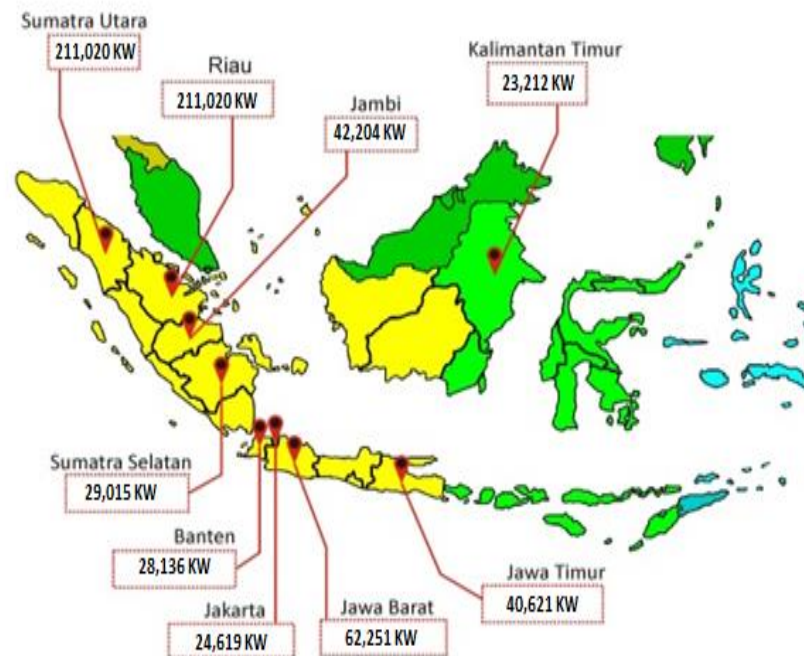 Sumatra Utara
211,020 KW
Riau
211,020 KW
Jambi
42,204 KW
Kalimantan Timur
23,212 KW
Sumatra Selatan
29,015 KW
Banten
28,136 KW
Jakarta
24,619 KW
Jawa Barat
62,251 KW
Jawa Timur
40,621 KW